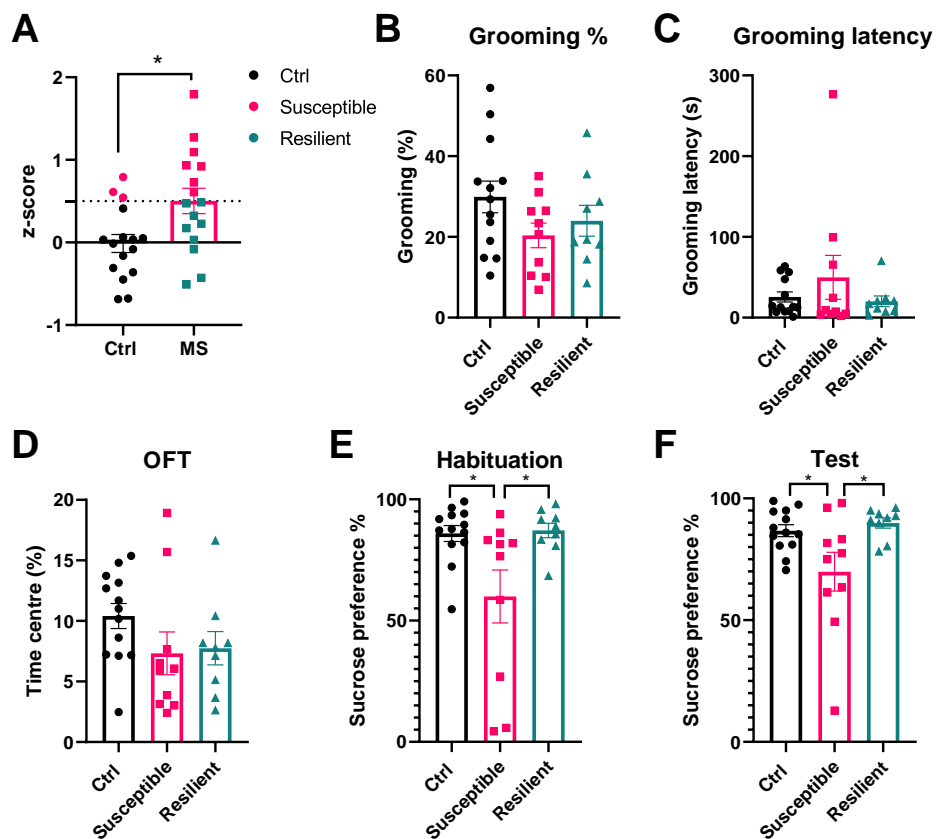 A
*
z-score
2
1
0
-1
Ctrl
MS
Ctrl
Susceptible
Resilient
B
Grooming %
Grooming (%)
60
40
20
0
Ctrl
Susceptible
Resilient
C
Grooming latency
Grooming latency (s)
300
200
100
0
Ctrl
Susceptible
Resilient
D
OFT
Time centre (%)
20
15
10
5
0
Ctrl
Susceptible
Resilient
E
Habituation
* *
Sucrose preference %
100
50
0
Ctrl
Susceptible
Resilient
F
Test
* *
Sucrose preference %
100
50
0
Ctrl
Susceptible
Resilient